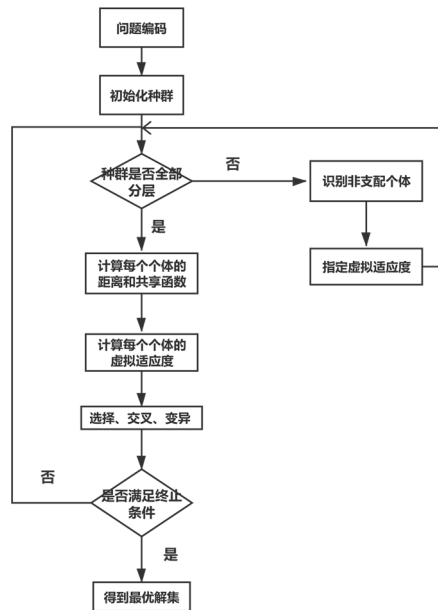 问题编码
初始化种群
种群是否全部
分层
否
识别非支配个体
是
指定虚拟适应度
计算每个个体的
距离和共享函数
计算每个个体的
虚拟适应度
选择、交叉、变异
否
是否满足终止
条件
是
得到最优解集